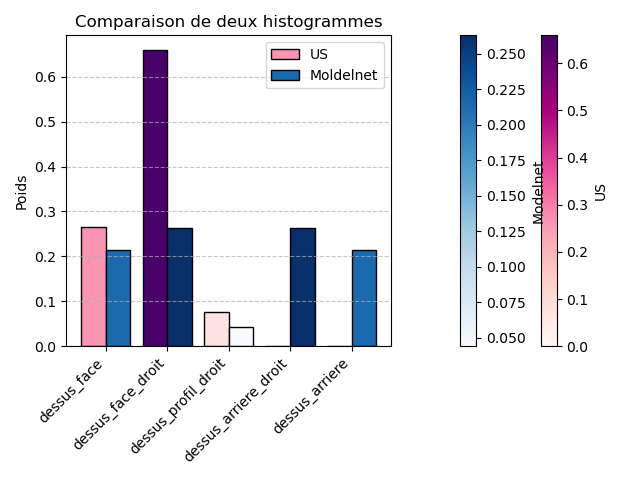 Comparaison de deux histogrammes
US
Moldelnet
Poids
0.6
0.5
0.4
0.3
0.2
0.1
0.0
dessus_face
dessus_face_droit
dessus_profil_droit
dessus_arriere_droit
dessus_arriere
0.250
0.225
0.200
0.175
0.150
0.125
0.100
0.075
0.050
Modelnet
0.6
0.5
0.4
0.3
0.2
0.1
0.0
US